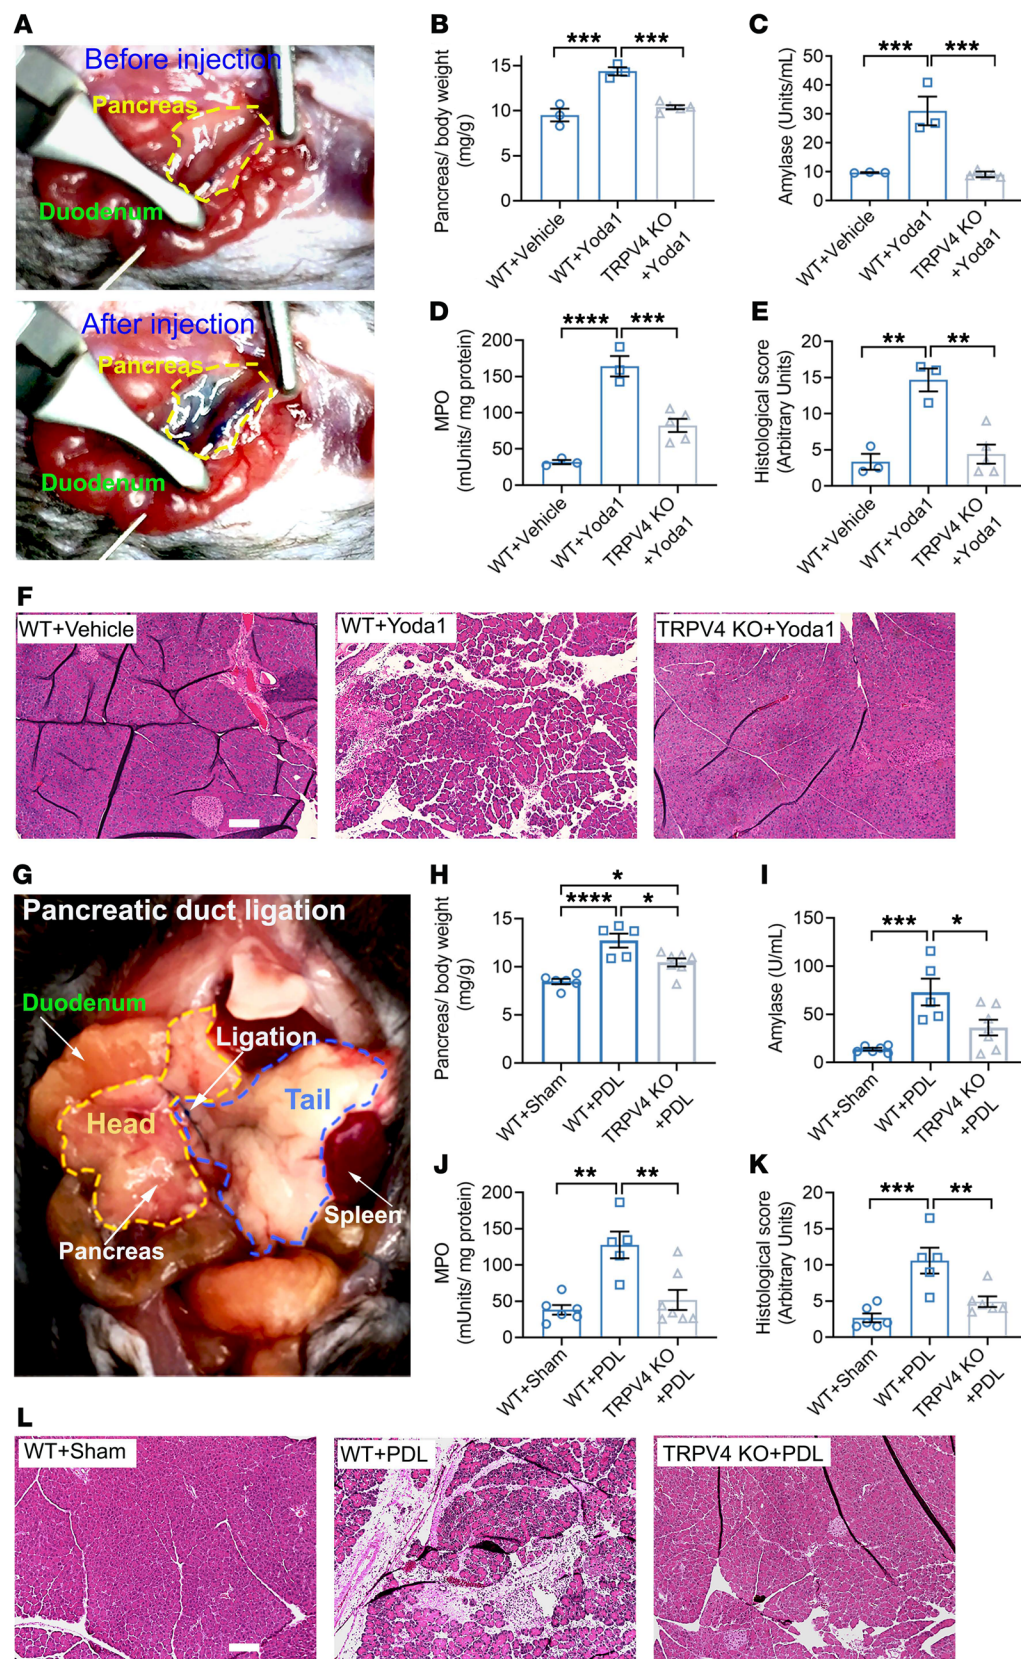 A
Before injection
Pancreas
Duodenum
After injection
Pancreas
Duodenum
B
Pancreas/ body weight
(mg/g)
15
10
5
0
***
***
WT+Vehicle
WT+Yoda1
TRPV4 KO
+Yoda1
C
Amylase (Units/mL)
50
40
30
20
10
0
***
***
WT+Vehicle
WT+Yoda1
TRPV4 KO
+Yoda1
D
MPO
(mUnits/ mg protein)
200
150
100
50
0
****
***
WT+Vehicle
WT+Yoda1
TRPV4 KO
+Yoda1
E
Histological score
(Arbitrary Units)
20
15
10
5
0
**
**
WT+Vehicle
WT+Yoda1
TRPV4 KO
+Yoda1
F
WT+Vehicle
WT+Yoda1
TRPV4 KO+Yoda1
G
Pancreatic duct ligation
Duodenum
Ligation
Head
Tail
Spleen
Pancreas
H
Pancreas/ body weight
(mg/g)
15
10
5
0
*
****
*
WT+Sham
WT+PDL
TRPV4 KO
+PDL
I
Amylase (U/mL)
150
100
50
0
***
*
WT+Sham
WT+PDL
TRPV4 KO
+PDL
J
MPO
(mUnits/ mg protein)
200
150
100
50
0
**
**
WT+Sham
WT+PDL
TRPV4 KO
+PDL
K
Histological score
(Arbitrary Units)
20
15
10
5
0
***
**
WT+Sham
WT+PDL
TRPV4 KO
+PDL
L
WT+Sham
WT+PDL
TRPV4 KO+PDL